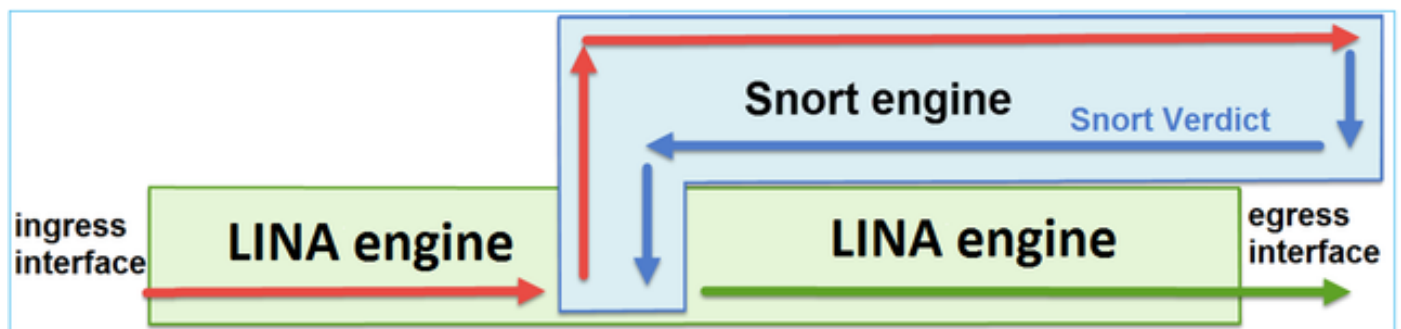 Snort engine
Snort Verdict
ingress
interface
LINA engine
LINA engine
egress
interface